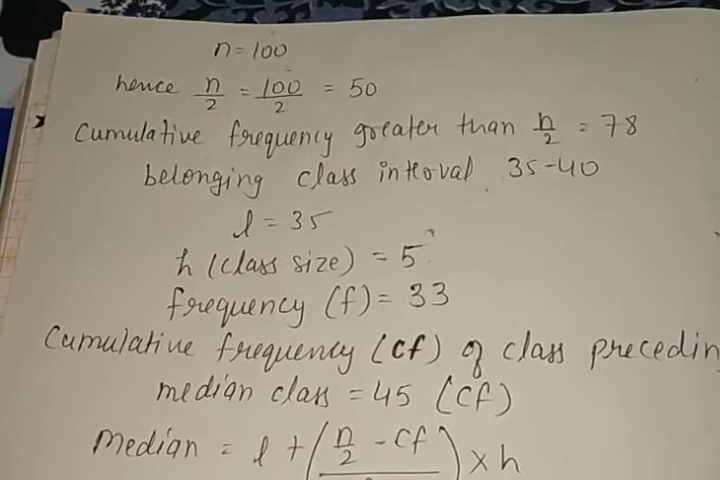 n = 100
hence n/2 = 100/2 = 50
Cumulative frequency greater than n/2 = 78
belonging class interval 35-40
l = 35
h (class size) = 5
frequency (f) = 33
Cumulative frequency (cf) of class precedin
median class = 45 (cf)
Median = l + (n/2 - cf) × h